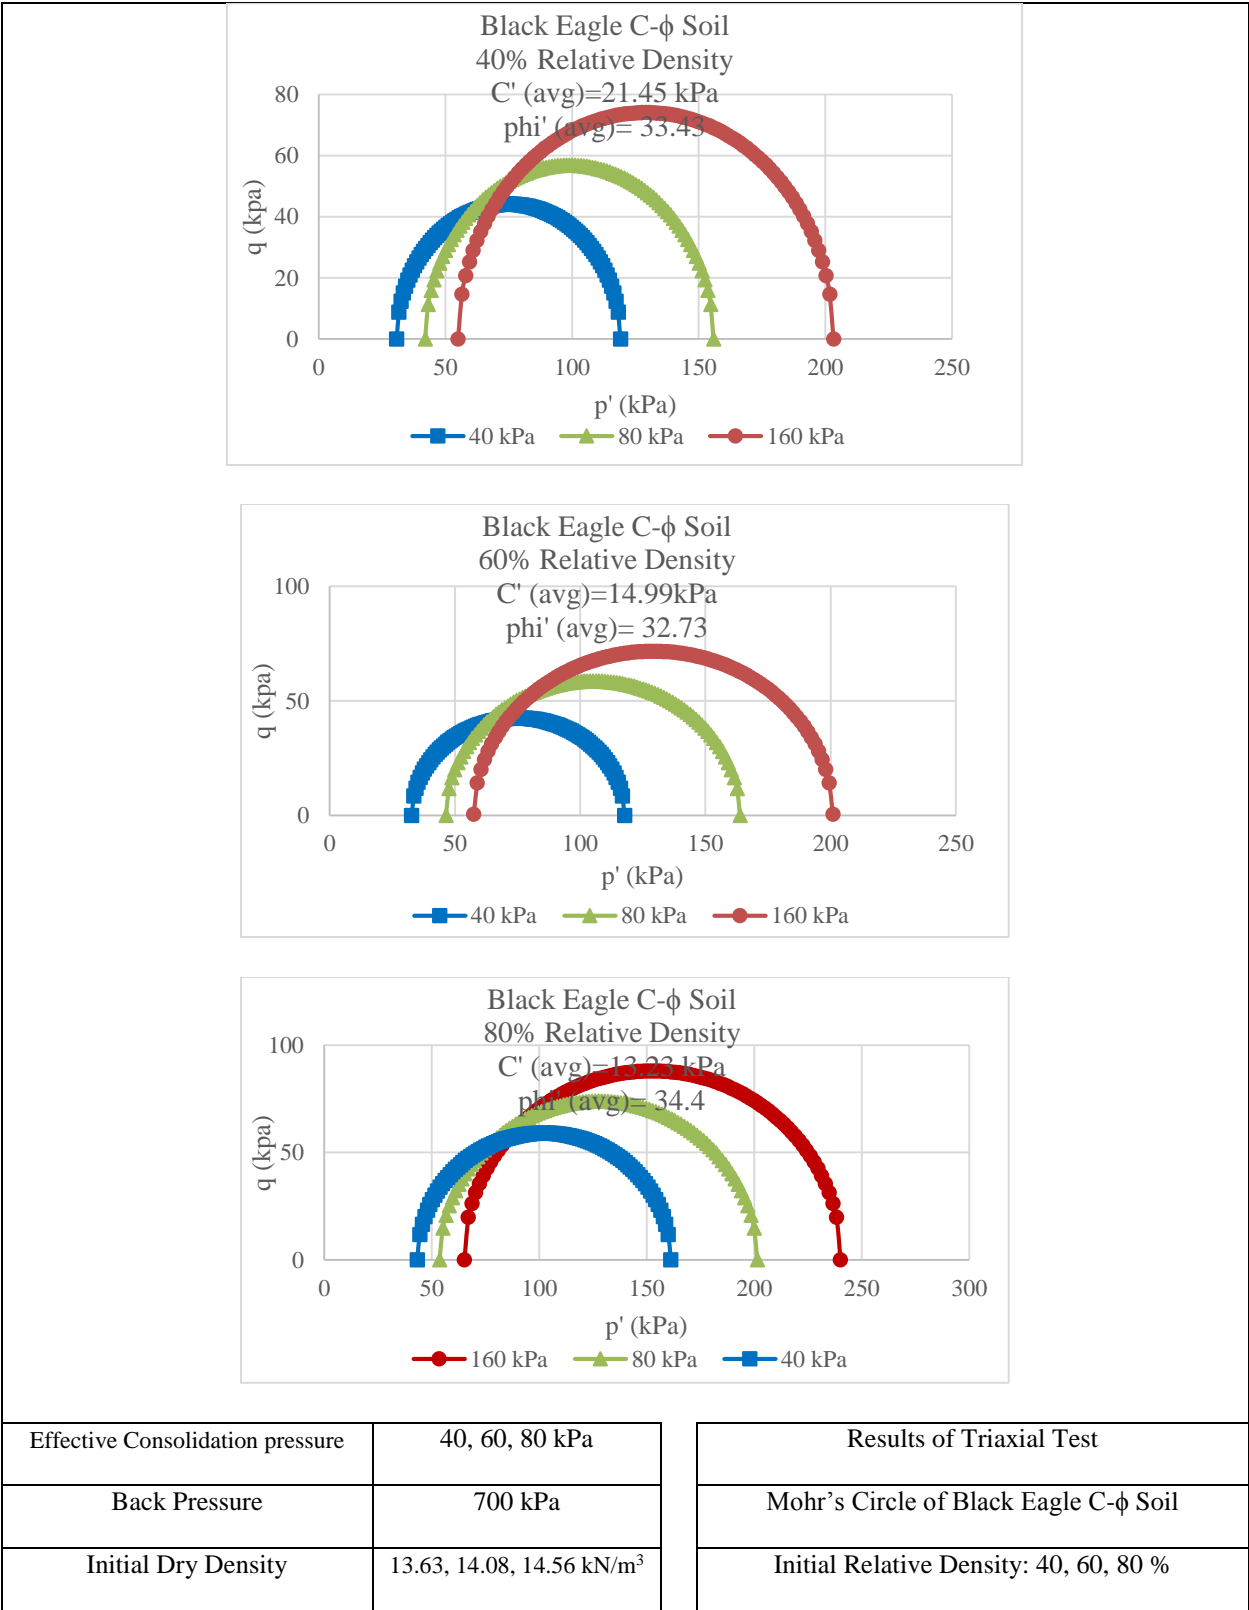 Black Eagle C-ϕ Soil
40% Relative Density
C' (avg)=21.45 kPa
phi' (avg)= 33.43
80
60
40
20
0
q (kpa)
0 50 100 150 200 250
p' (kPa)
40 kPa 80 kPa 160 kPa
Black Eagle C-ϕ Soil
60% Relative Density
C' (avg)=14.99kPa
phi' (avg)= 32.73
100
50
0
q (kpa)
0 50 100 150 200 250
p' (kPa)
40 kPa 80 kPa 160 kPa
Black Eagle C-ϕ Soil
80% Relative Density
C' (avg)=13.23 kPa
phi' (avg)= 34.4
100
50
0
q (kpa)
0 50 100 150 200 250 300
p' (kPa)
160 kPa 80 kPa 40 kPa
Effective Consolidation pressure 40, 60, 80 kPa Results of Triaxial Test
Back Pressure 700 kPa Mohr’s Circle of Black Eagle C-ϕ Soil
Initial Dry Density 13.63, 14.08, 14.56 kN/m³ Initial Relative Density: 40, 60, 80 %